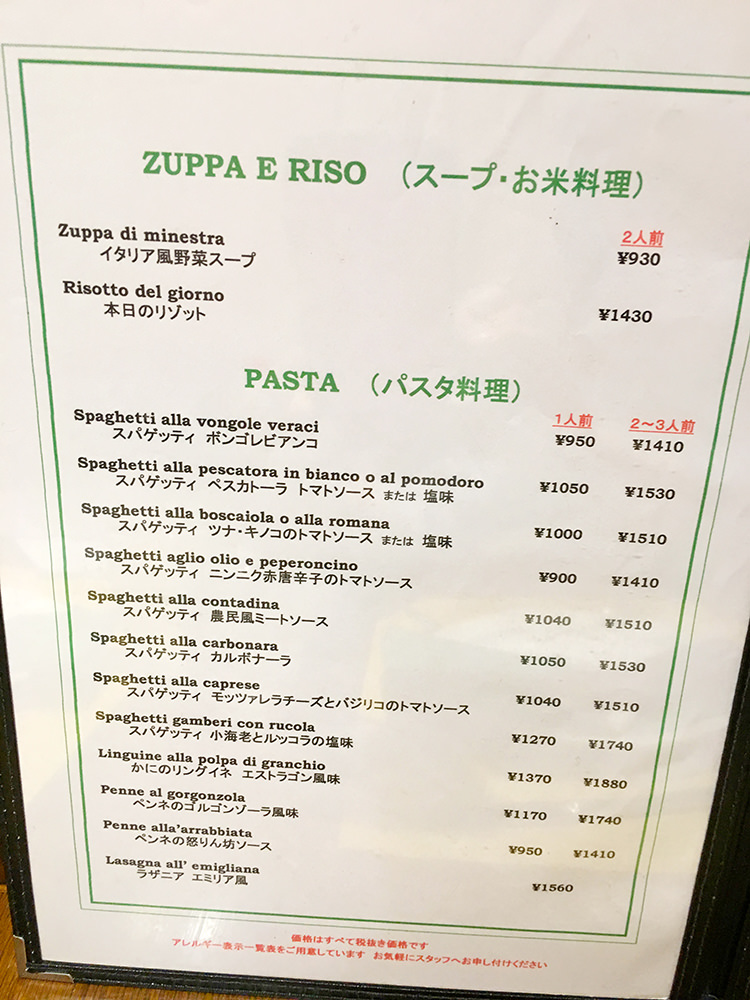 ZUPPA E RISO (スープ・お米料理)
Zuppa di minestra 2人前
イタリア風野菜スープ ¥930
Risotto del giorno
本日のリゾット ¥1430
PASTA (パスタ料理)
1人前 2～3人前
Spaghetti alla vongole veraci
スパゲッティ ボンゴレビアンコ ¥950 ¥1410
Spaghetti alla pescatora in bianco o al pomodoro
スパゲッティ ペスカトーラ トマトソース または 塩味 ¥1050 ¥1530
Spaghetti alla boscaiola o alla romana
スパゲッティ ツナ・キノコのトマトソース または 塩味 ¥1000 ¥1510
Spaghetti aglio olio e peperoncino
スパゲッティ ニンニク赤唐辛子のトマトソース ¥900 ¥1410
Spaghetti alla contadina
スパゲッティ 農民風ミートソース ¥1040 ¥1510
Spaghetti alla carbonara
スパゲッティ カルボナーラ ¥1050 ¥1530
Spaghetti alla caprese
スパゲッティ モッツァレラチーズとバジリコのトマトソース ¥1040 ¥1510
Spaghetti gamberi con rucola
スパゲッティ 小海老とルッコラの塩味 ¥1270 ¥1740
Linguine alla polpa di granchio
かにのリングイネ エストラゴン風味 ¥1370 ¥1880
Penne al gorgonzola
ペンネのゴルゴンゾーラ風味 ¥1170 ¥1740
Penne alla'arrabbiata
ペンネの怒りん坊ソース ¥950 ¥1410
Lasagna all' emigliana
ラザニア エミリア風 ¥1560
価格はすべて税抜き価格です
アレルギー表示一覧表をご用意しています お気軽にスタッフへお申し付けください